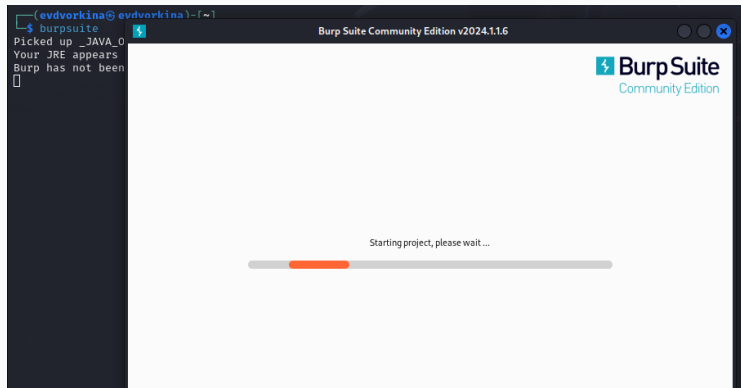 (evdvorkina㉿evdvorkina)-[~]
$ burpsuite
Picked up _JAVA_O
Your JRE appears
Burp has not been
Burp Suite Community Edition v2024.1.1.6
Burp Suite
Community Edition
Starting project, please wait ...